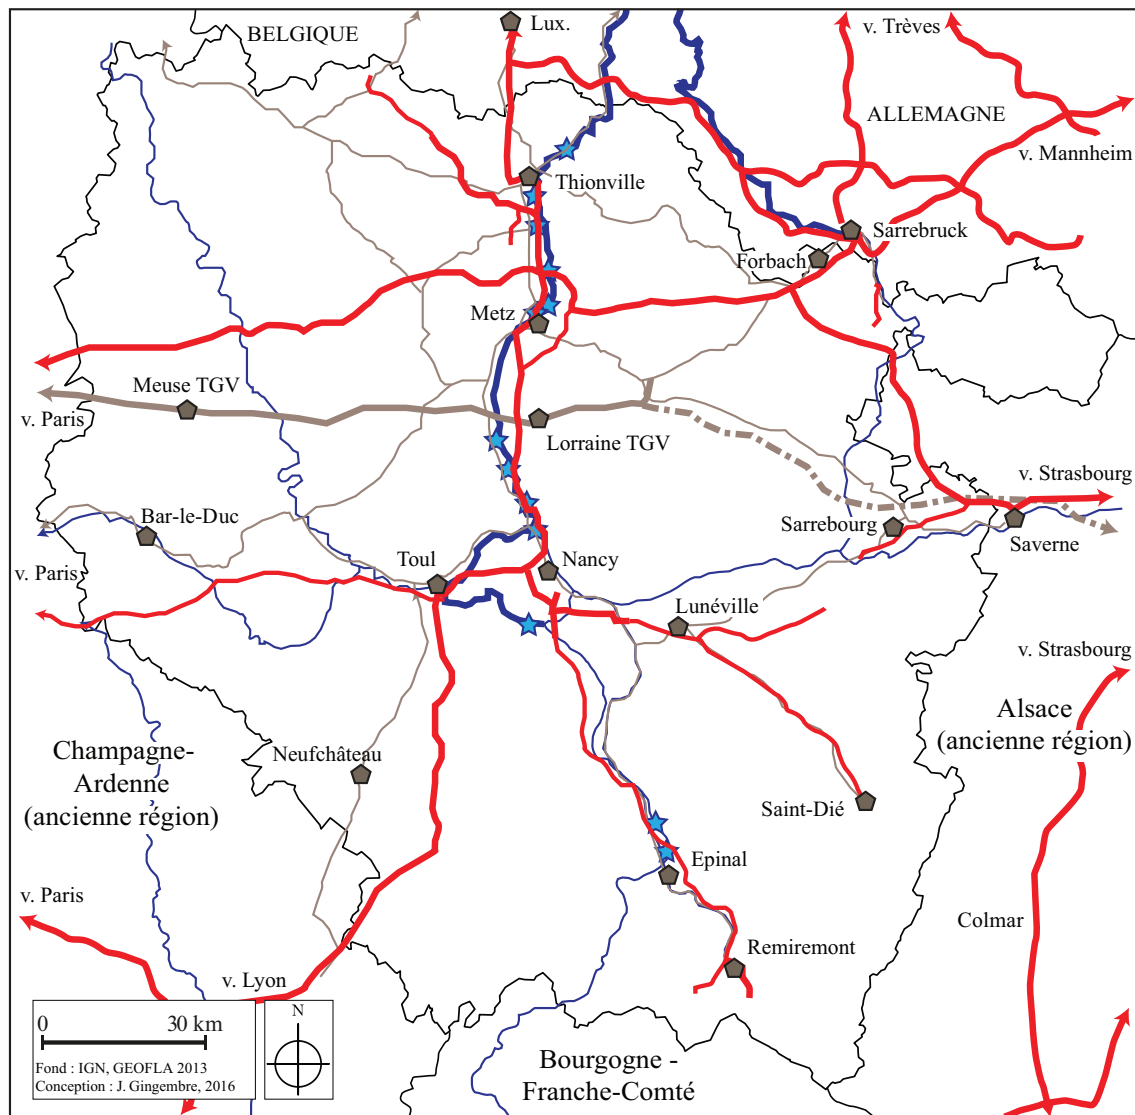 BELGIQUE
Lux.
v. Trèves
ALLEMAGNE
v. Mannheim
Thionville
Sarrebruck
Forbach
Metz
Meuse TGV
v. Paris
Lorraine TGV
v. Strasbourg
Bar-le-Duc
Sarrebourg
Saverne
Toul
Nancy
v. Paris
Lunéville
v. Strasbourg
Alsace
(ancienne région)
Champagne-
Ardenne
(ancienne région)
Neufchâteau
Saint-Dié
Epinal
v. Paris
Colmar
Remiremont
v. Lyon
N
0 30 km
Fond : IGN, GEOFLA 2013
Conception : J. Gingembre, 2016
Bourgogne -
Franche-Comté